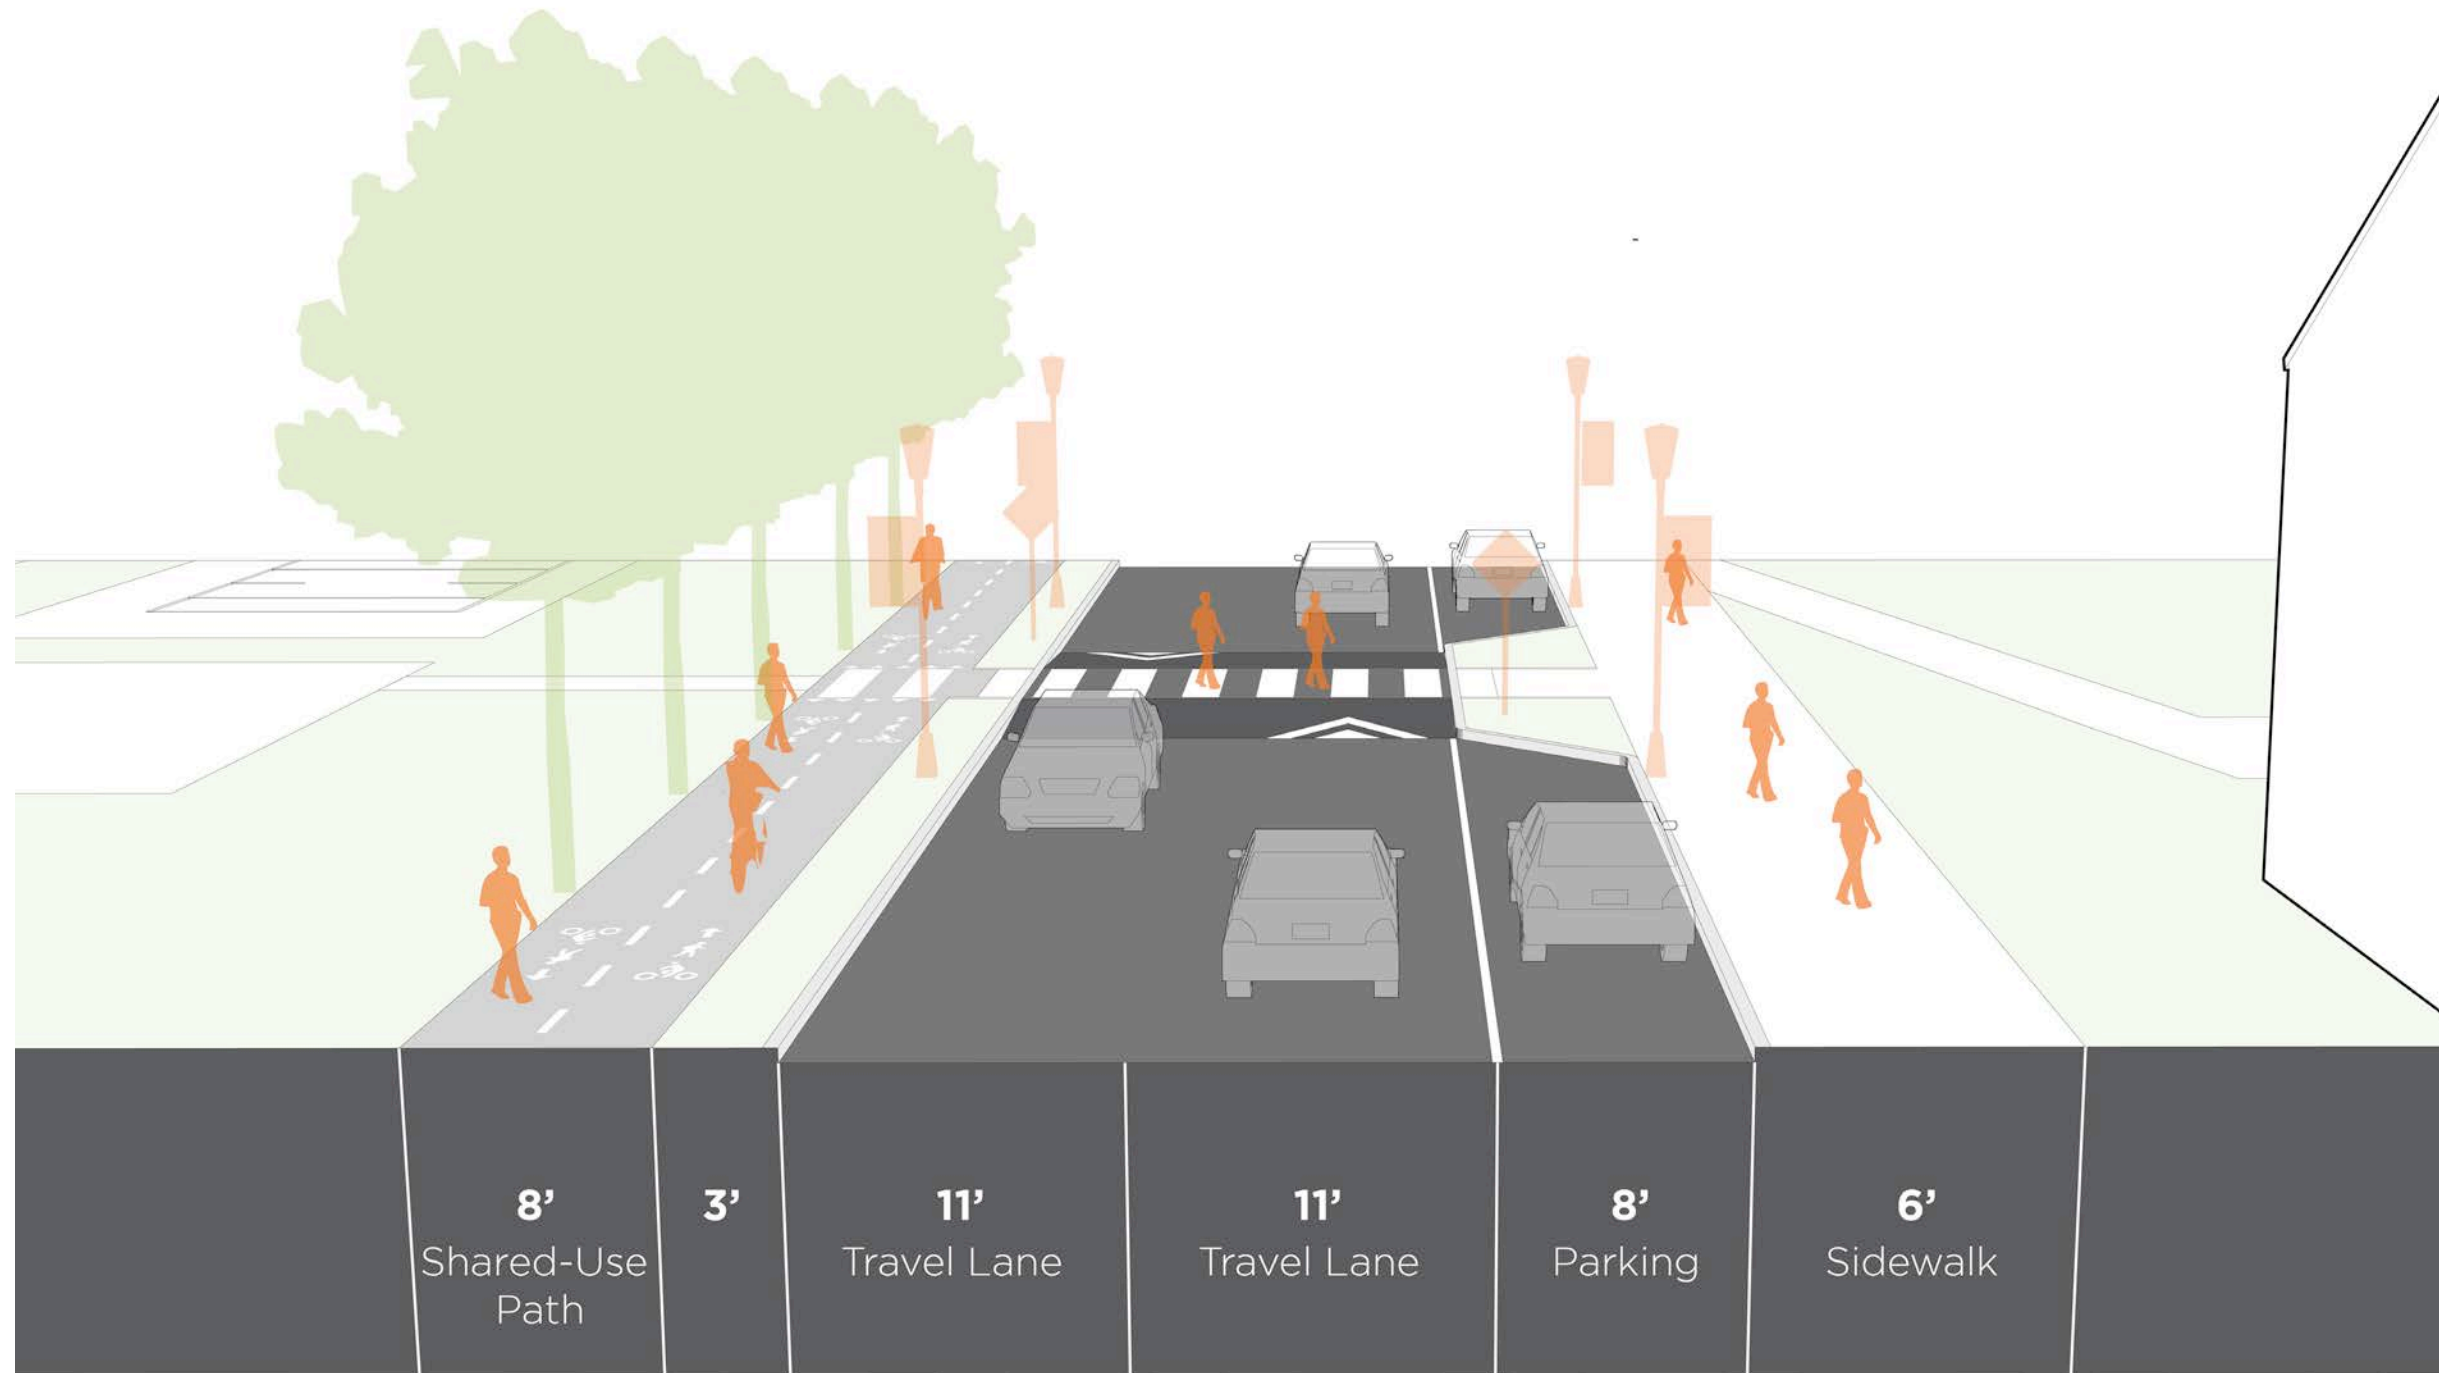 8’
Shared-Use
Path
3’
11’
Travel Lane
11’
Travel Lane
8’
Parking
6’
Sidewalk